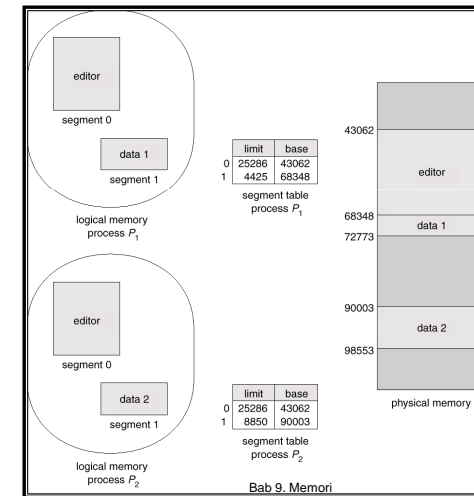 editor
segment 0
data 1
segment 1
logical memory
process P1
limit base
0 25286 43062
1 4425 68348
segment table
process P1
editor
segment 0
data 2
segment 1
logical memory
process P2
limit base
0 25286 43062
1 8850 90003
segment table
process P2
43062
editor
68348
data 1
72773
90003
data 2
98553
physical memory
Bab 9. Memori